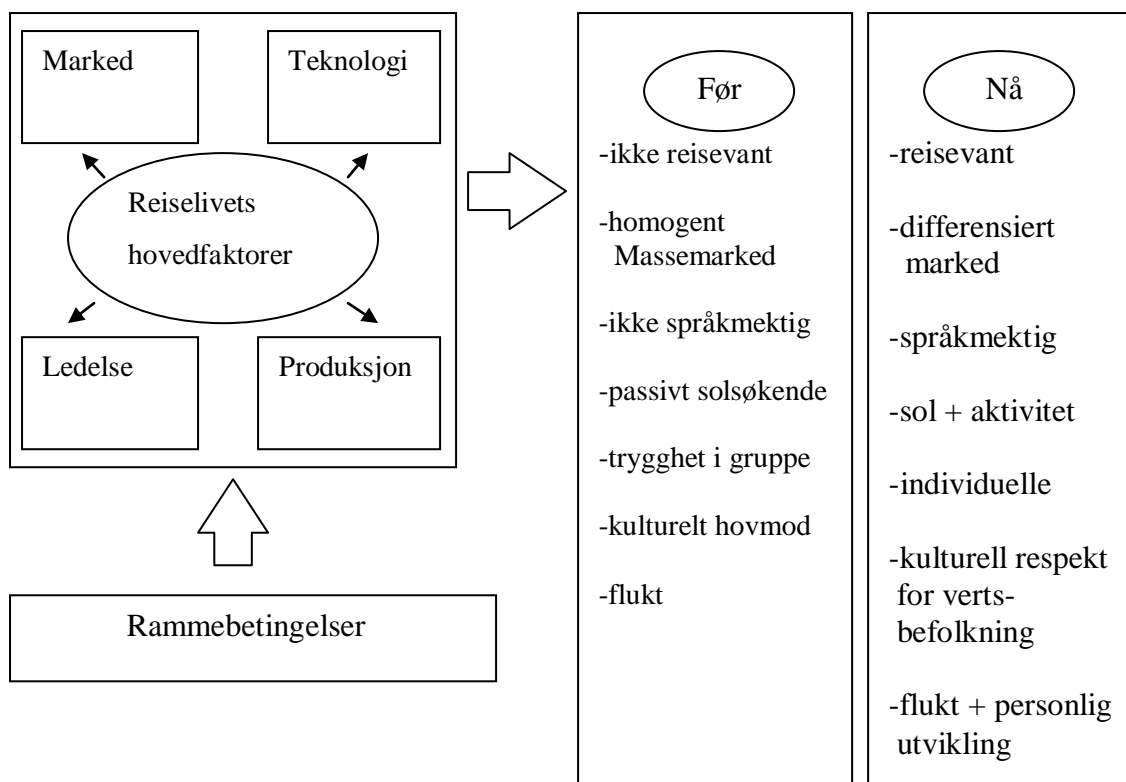 Marked
Teknologi
Reiselivets
hovedfaktorer
Ledelse
Produksjon
Rammebetingelser
Før
-ikke reisevant
-homogent
Massemarked
-ikke språkmektig
-passivt solsøkende
-trygghet i gruppe
-kulturelt hovmod
-flukt
Nå
-reisevant
-differensiert
marked
-språkmektig
-sol + aktivitet
-individuelle
-kulturell respekt
for verts-
befolkning
-flukt + personlig
utvikling